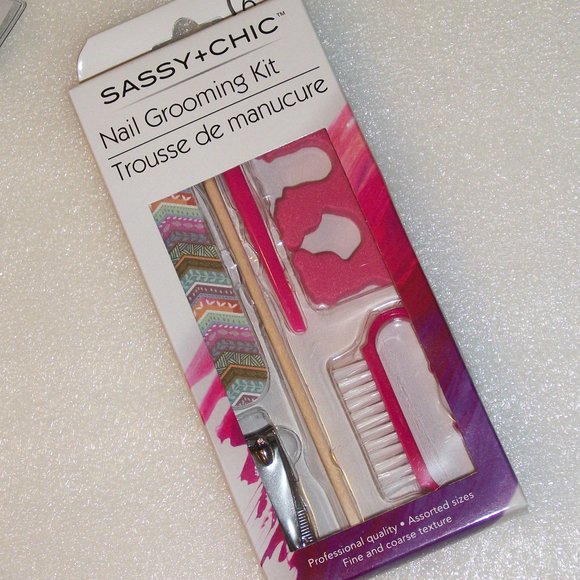 SASSY+CHIC™
Nail Grooming Kit
Trousse de manucure
Professional quality • Assorted sizes
Fine and coarse texture